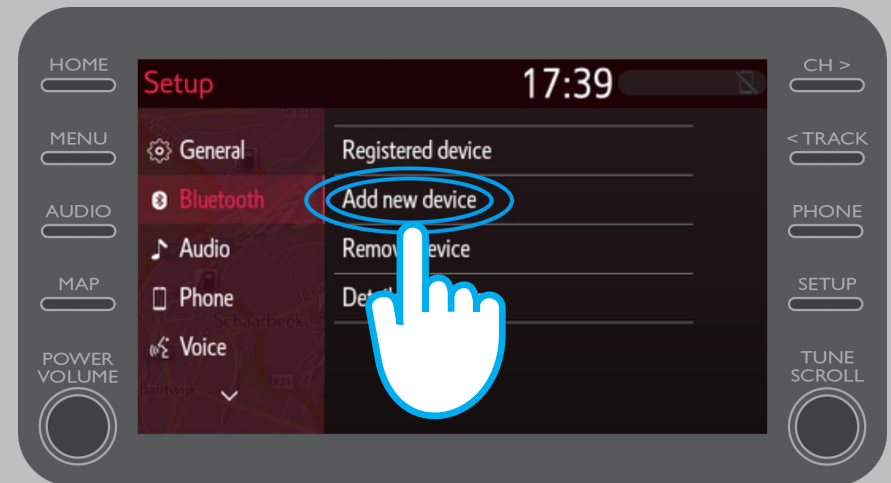 HOME
MENU
AUDIO
MAP
POWER
VOLUME
Setup
17:39
General
Bluetooth
Audio
Phone
Voice
Registered device
Add new device
Schaarbeek
CH >
< TRACK
PHONE
SETUP
TUNE
SCROLL